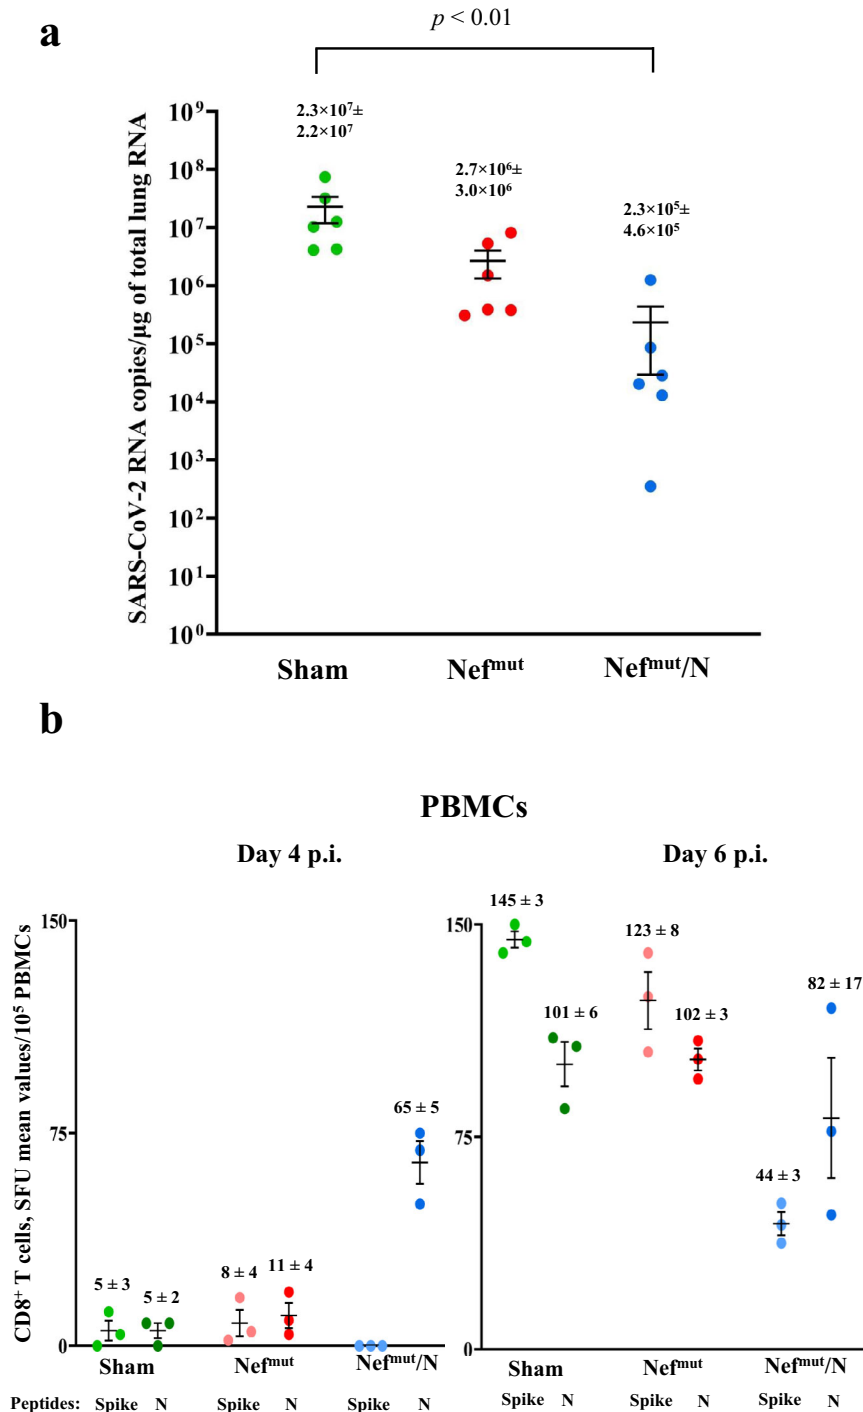 a
p < 0.01
SARS-CoV-2 RNA copies/µg of total lung RNA
10⁹
10⁸
10⁷
10⁶
10⁵
10⁴
10³
10²
10¹
10⁰
2.3×10⁷±
2.2×10⁷
2.7×10⁶±
3.0×10⁶
2.3×10⁵±
4.6×10⁵
Sham Nefᵐᵘᵗ Nefᵐᵘᵗ/N
b
PBMCs
Day 4 p.i. Day 6 p.i.
CD8⁺ T cells, SFU mean values/10⁵ PBMCs
150
75
0
5 ± 3
5 ± 2
8 ± 4
11 ± 4
65 ± 5
Sham Nefᵐᵘᵗ Nefᵐᵘᵗ/N
Peptides: Spike N Spike N Spike N
150
75
0
145 ± 3
101 ± 6
123 ± 8
102 ± 3
44 ± 3
82 ± 17
Sham Nefᵐᵘᵗ Nefᵐᵘᵗ/N
Spike N Spike N Spike N